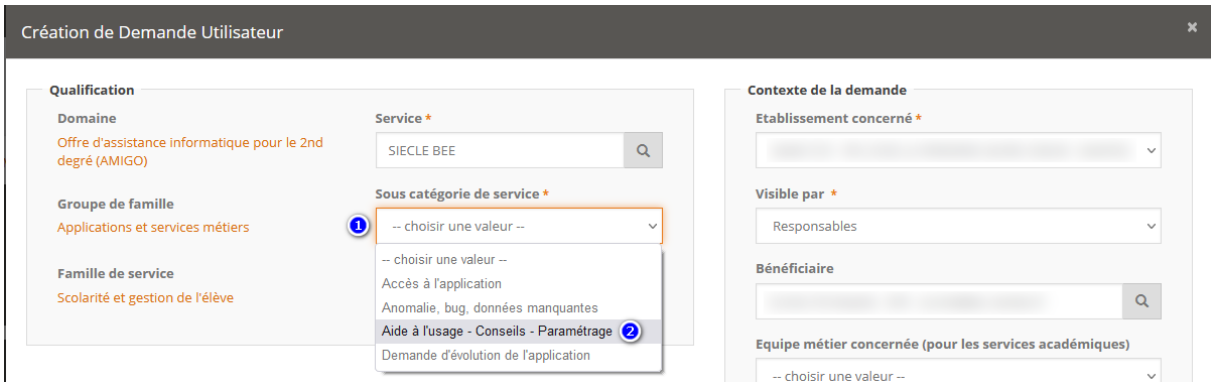 Création de Demande Utilisateur
×
Qualification
Domaine
Offre d'assistance informatique pour le 2nd
degré (AMIGO)
Groupe de famille
Applications et services métiers
Famille de service
Scolarité et gestion de l'élève
Service *
SIECLE BEE
Sous catégorie de service *
1
-- choisir une valeur --
-- choisir une valeur --
Accès à l'application
Anomalie, bug, données manquantes
Aide à l'usage - Conseils - Paramétrage 2
Demande d'évolution de l'application
Contexte de la demande
Etablissement concerné *
Visible par *
Responsables
Bénéficiaire
Equipe métier concernée (pour les services académiques)
-- choisir une valeur --